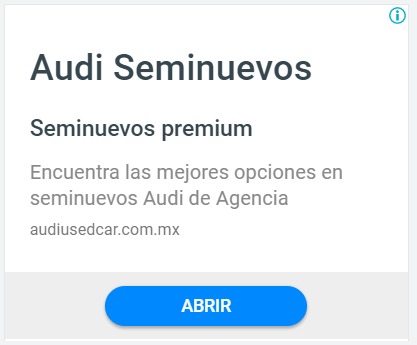 Audi Seminuevos
Seminuevos premium
Encuentra las mejores opciones en
seminuevos Audi de Agencia
audiusedcar.com.mx
ABRIR